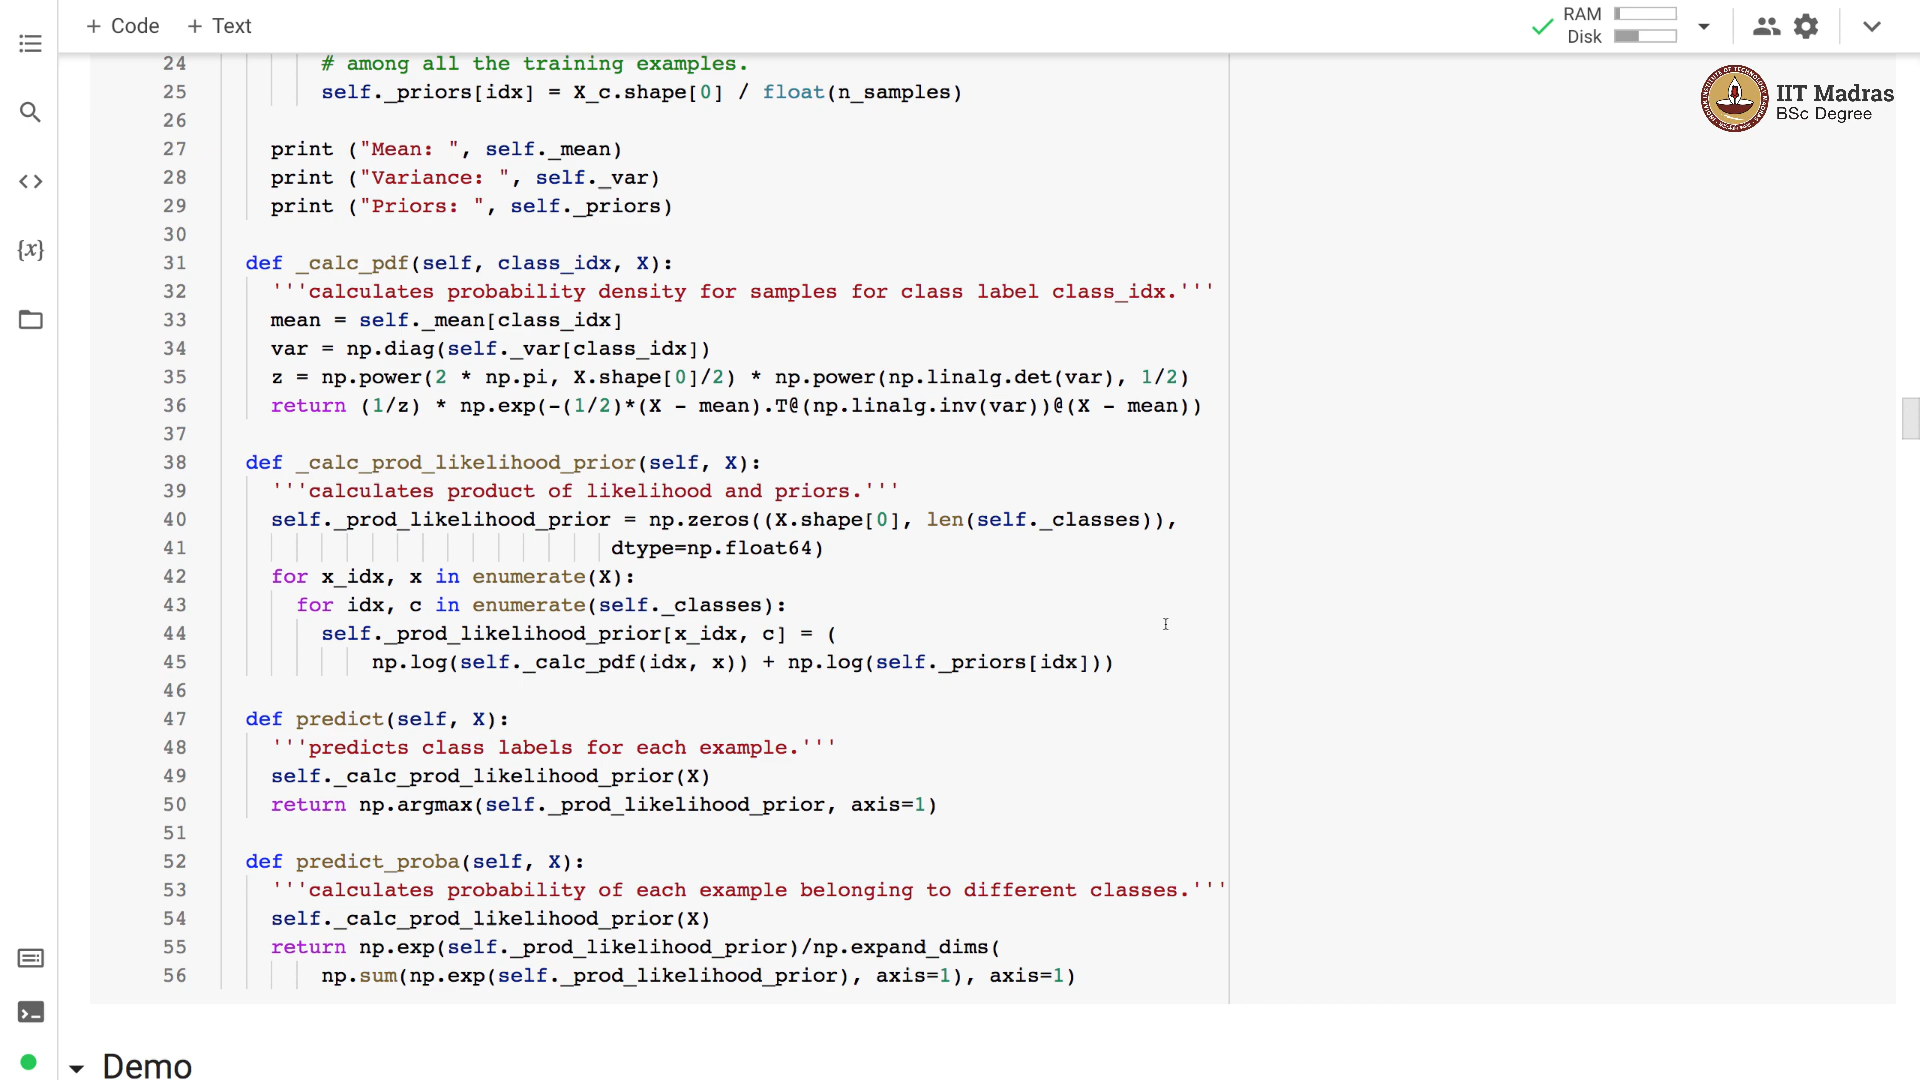 + Code + Text
RAM
Disk
IIT Madras
BSc Degree
24 # among all the training examples.
25 self._priors[idx] = X_c.shape[0] / float(n_samples)
26
27 print ("Mean: ", self._mean)
28 print ("Variance: ", self._var)
29 print ("Priors: ", self._priors)
30
31 def _calc_pdf(self, class_idx, X):
32 '''calculates probability density for samples for class label class_idx.'''
33 mean = self._mean[class_idx]
34 var = np.diag(self._var[class_idx])
35 z = np.power(2 * np.pi, X.shape[0]/2) * np.power(np.linalg.det(var), 1/2)
36 return (1/z) * np.exp(-(1/2)*(X - mean).T@(np.linalg.inv(var))@(X - mean))
37
38 def _calc_prod_likelihood_prior(self, X):
39 '''calculates product of likelihood and priors.'''
40 self._prod_likelihood_prior = np.zeros((X.shape[0], len(self._classes)),
41 dtype=np.float64)
42 for x_idx, x in enumerate(X):
43 for idx, c in enumerate(self._classes):
44 self._prod_likelihood_prior[x_idx, c] = (
45 np.log(self._calc_pdf(idx, x)) + np.log(self._priors[idx]))
46
47 def predict(self, X):
48 '''predicts class labels for each example.'''
49 self._calc_prod_likelihood_prior(X)
50 return np.argmax(self._prod_likelihood_prior, axis=1)
51
52 def predict_proba(self, X):
53 '''calculates probability of each example belonging to different classes.'''
54 self._calc_prod_likelihood_prior(X)
55 return np.exp(self._prod_likelihood_prior)/np.expand_dims(
56 np.sum(np.exp(self._prod_likelihood_prior), axis=1), axis=1)
Demo